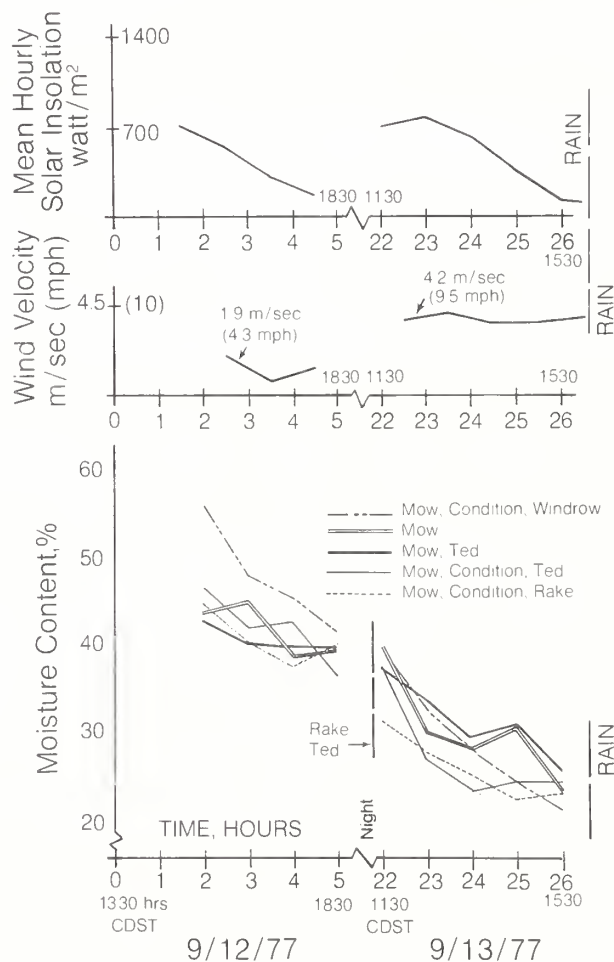 Mean Hourly
Solar Insolation
watt/m²
1400
700
1830 1130
0 1 2 3 4 5 22 23 24 25 26
1530
RAIN
Wind Velocity
m/sec (mph)
4.5 (10)
1.9 m/sec
(4.3 mph)
4.2 m/sec
(9.5 mph)
1830 1130 1530
0 1 2 3 4 5 22 23 24 25 26
RAIN
Moisture Content,%
60
50
40
30
20
Mow, Condition, Windrow
Mow
Mow, Ted
Mow, Condition, Ted
Mow, Condition, Rake
Rake
Ted
RAIN
TIME, HOURS
Night
0 1 2 3 4 5 22 23 24 25 26
1330 hrs 1830 1130 1530
CDST CDST
9/12/77 9/13/77